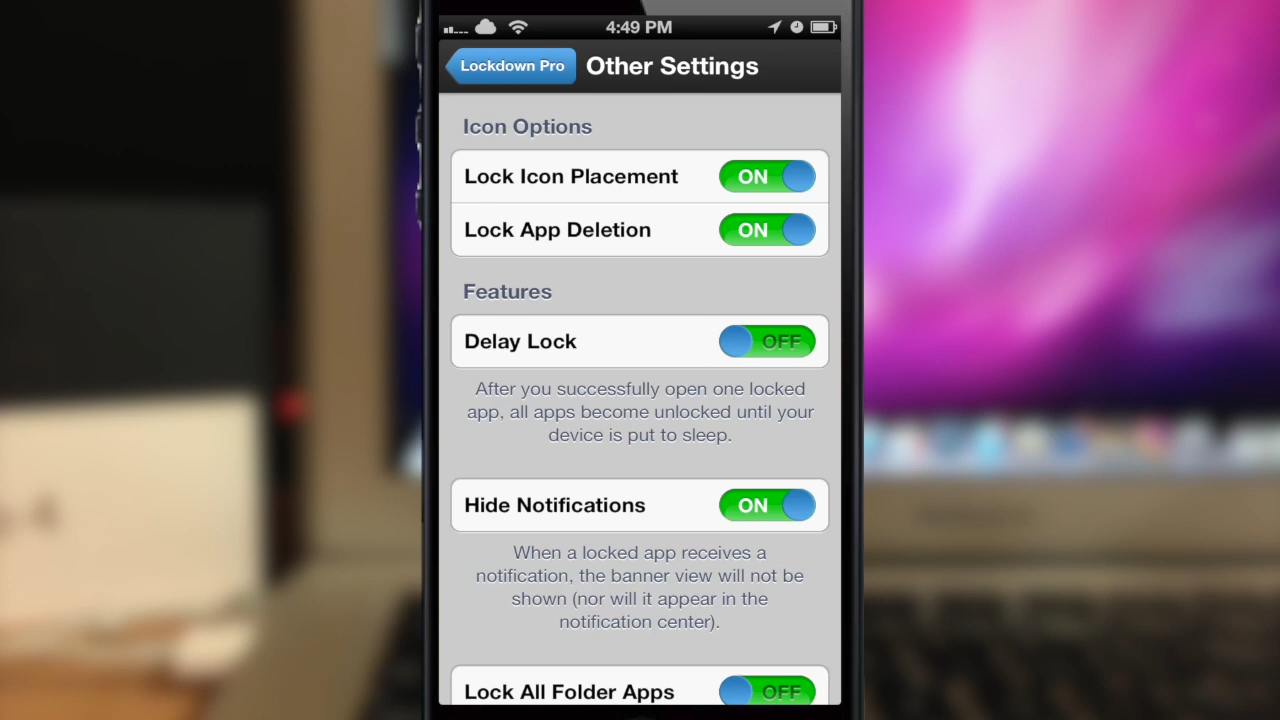 4:49 PM
Lockdown Pro
Other Settings
Icon Options
Lock Icon Placement ON
Lock App Deletion ON
Features
Delay Lock OFF
After you successfully open one locked
app, all apps become unlocked until your
device is put to sleep.
Hide Notifications ON
When a locked app receives a
notification, the banner view will not be
shown (nor will it appear in the
notification center).
Lock All Folder Apps OFF